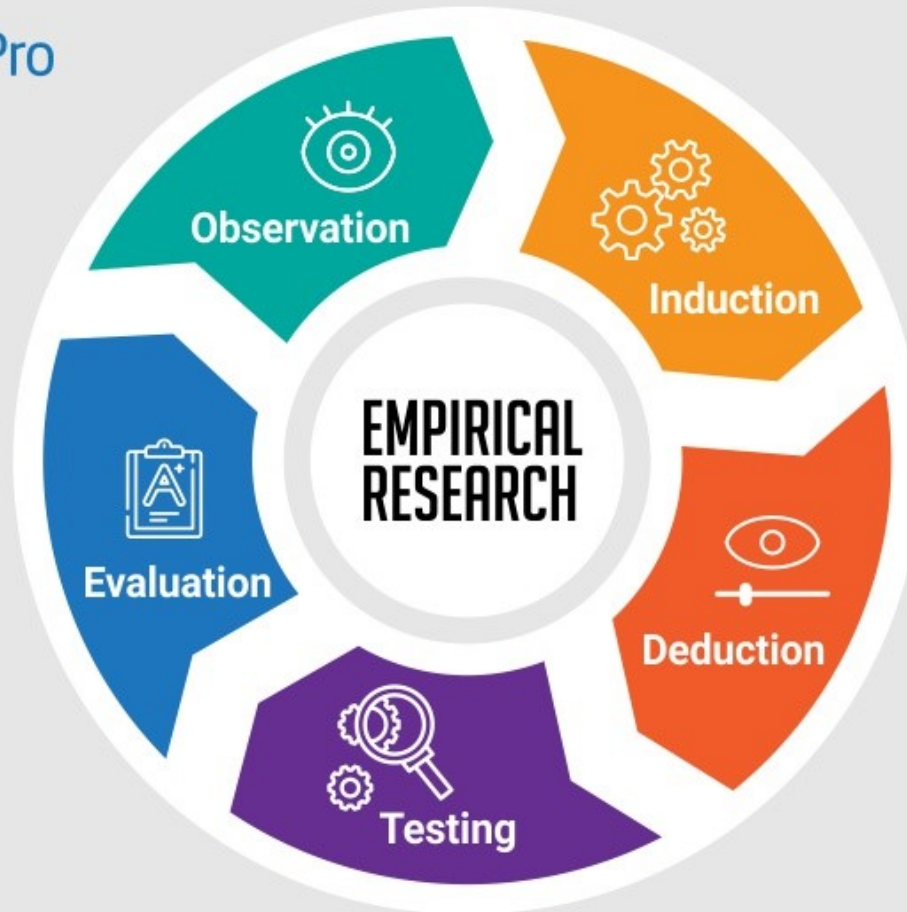 Pro
Observation
Induction
EMPIRICAL
RESEARCH
Evaluation
Deduction
Testing
A+